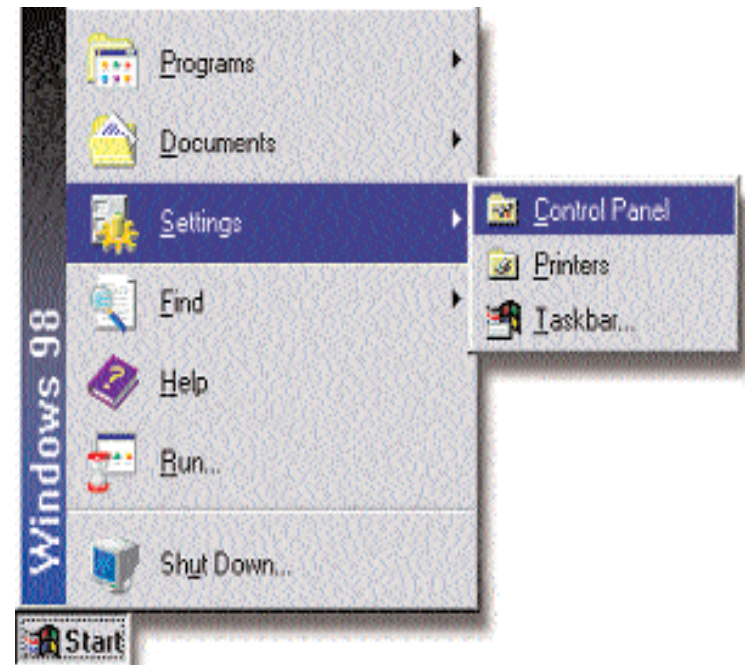 Programs
Documents
Settings
Control Panel
Printers
Taskbar...
Find
Help
Run...
Shut Down...
Windows 98
Start